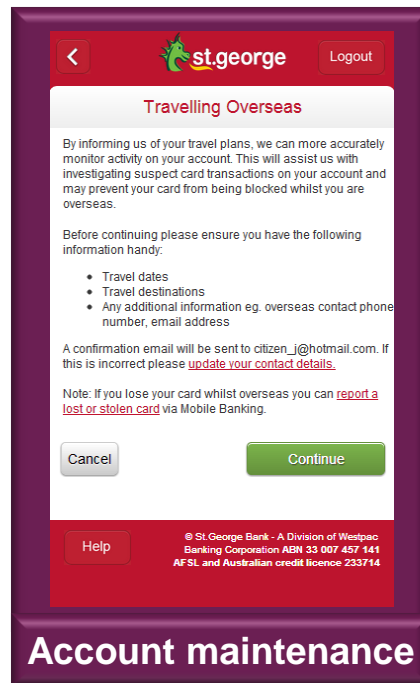 st.george
Logout
Travelling Overseas
By informing us of your travel plans, we can more accurately
monitor activity on your account. This will assist us with
investigating suspect card transactions on your account and
may prevent your card from being blocked whilst you are
overseas.
Before continuing please ensure you have the following
information handy:
• Travel dates
• Travel destinations
• Any additional information eg. overseas contact phone
number, email address
A confirmation email will be sent to citizen_j@hotmail.com. If
this is incorrect please update your contact details.
Note: If you lose your card whilst overseas you can report a
lost or stolen card via Mobile Banking.
Cancel
Continue
Help
© St.George Bank - A Division of Westpac
Banking Corporation ABN 33 007 457 141
AFSL and Australian credit licence 233714
Account maintenance